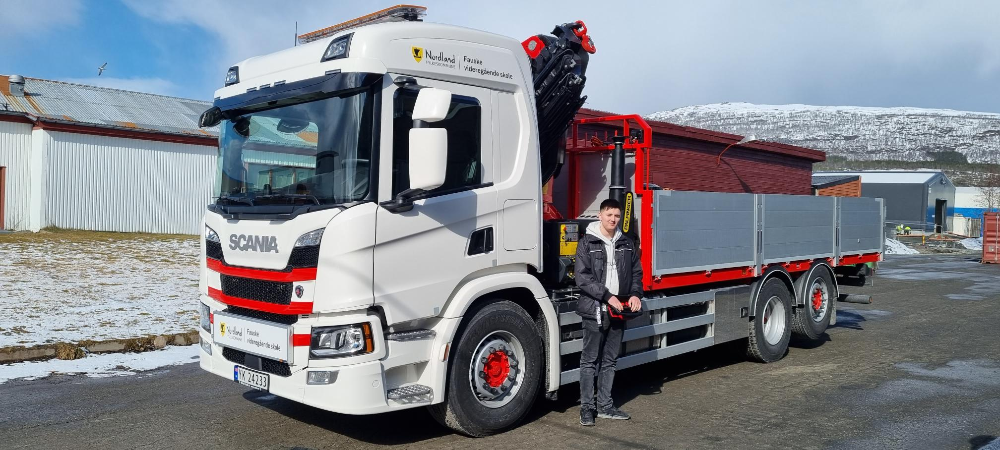 Nordland
FYLKESKOMMUNE
Fauske
videregående skole
SCANIA
PALFINGER
BRIDGESTONE
Nordland
FYLKESKOMMUNE
Fauske
videregående skole
YK 24233